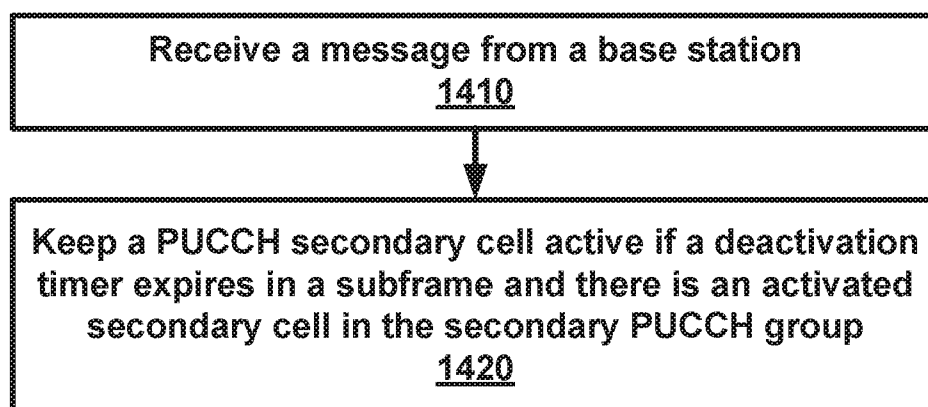 Receive a message from a base station
1410
Keep a PUCCH secondary cell active if a deactivation
timer expires in a subframe and there is an activated
secondary cell in the secondary PUCCH group
1420